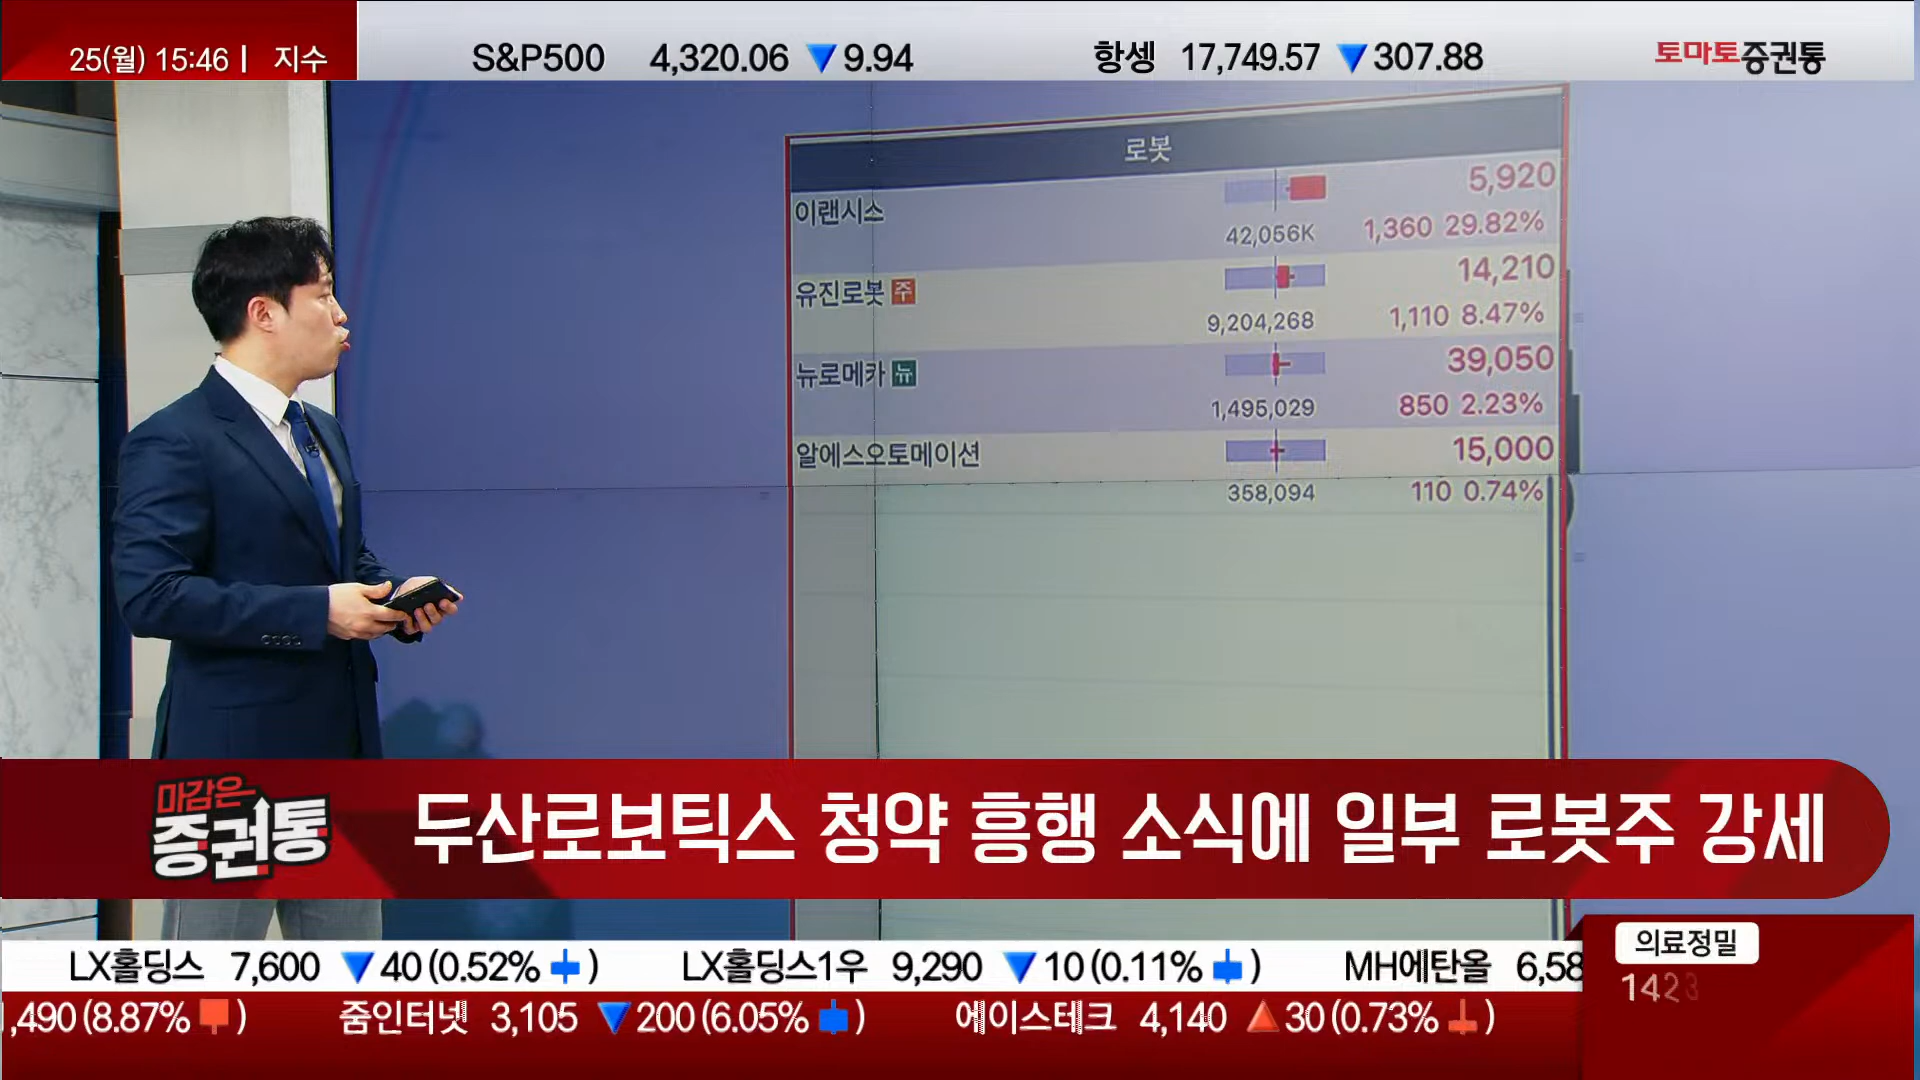 25(월) 15:46 | 지수
S&P500 4,320.06 ▼9.94 항셍 17,749.57 ▼307.88
토마토증권통
로봇
이랜시스 5,920
42,056K 1,360 29.82%
유진로봇 주 14,210
9,204,268 1,110 8.47%
뉴로메카 뉴 39,050
1,495,029 850 2.23%
알에스오토메이션 15,000
358,094 110 0.74%
마감은
증권통
두산로보틱스 청약 흥행 소식에 일부 로봇주 강세
LX홀딩스 7,600 ▼40(0.52% ) LX홀딩스1우 9,290 ▼10(0.11% ) MH에탄올 6,58
의료정밀
142
,490(8.87% ) 줌인터넷 3,105 ▼200(6.05% ) 에이스테크 4,140 ▲30(0.73% )